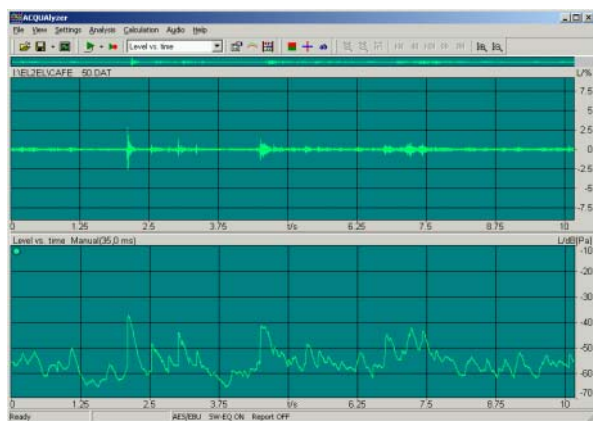 ACQUAlyzer
File View Settings Analysis Calculation Audio Help
Level vs. time
I:\EL2EL\CAFE 50.DAT L/%
7.5
5
2.5
0
-2.5
-5
-7.5
0 1.25 2.5 3.75 t/s 6.25 7.5 8.75 10
Level vs. time Manual(35,0 ms) L/dB[Pa]
-10
-20
-30
-40
-50
-60
-70
0 1.25 2.5 3.75 t/s 6.25 7.5 8.75 10
Ready AES/EBU SW-EQ ON Report OFF